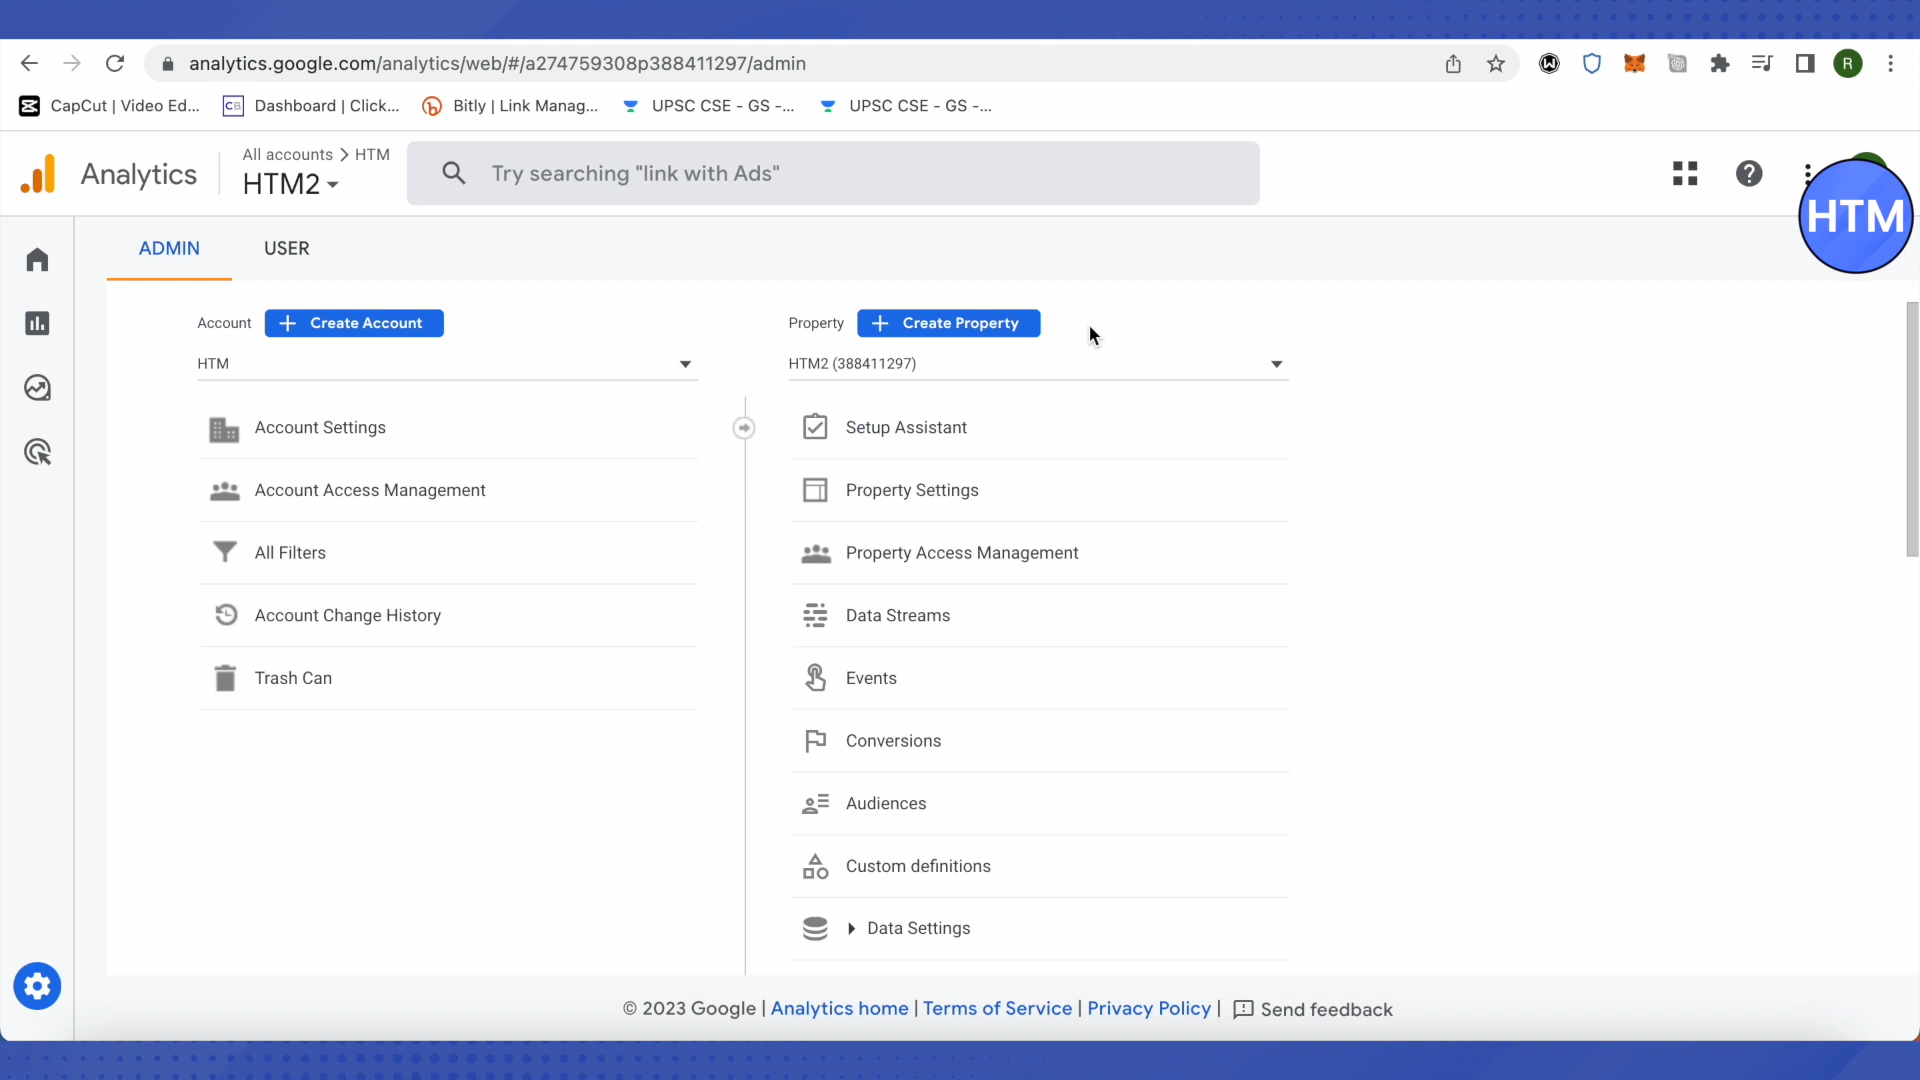 analytics.google.com/analytics/web/#/a274759308p388411297/admin
R
CapCut | Video Ed...
CB
Dashboard | Click...
Bitly | Link Manag...
UPSC CSE - GS -...
UPSC CSE - GS -...
Analytics
All accounts > HTM
HTM2
Try searching "link with Ads"
HTM
ADMIN
USER
Account
+ Create Account
HTM
Account Settings
Account Access Management
All Filters
Account Change History
Trash Can
Property
+ Create Property
HTM2 (388411297)
Setup Assistant
Property Settings
Property Access Management
Data Streams
Events
Conversions
Audiences
Custom definitions
Data Settings
© 2023 Google | Analytics home | Terms of Service | Privacy Policy | Send feedback